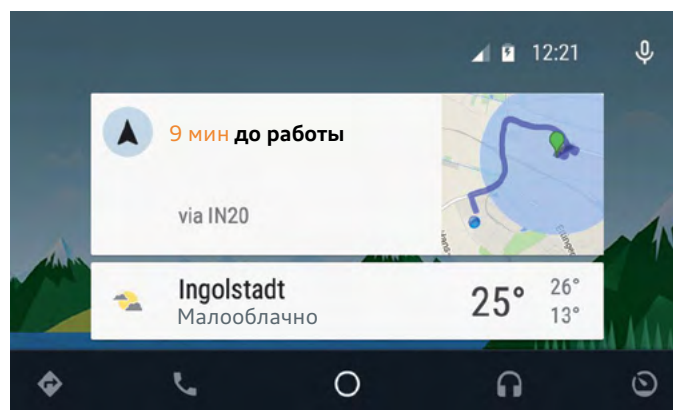 12:21
9 мин до работы
via IN20
Ingolstadt
Малооблачно
25°
26°
13°